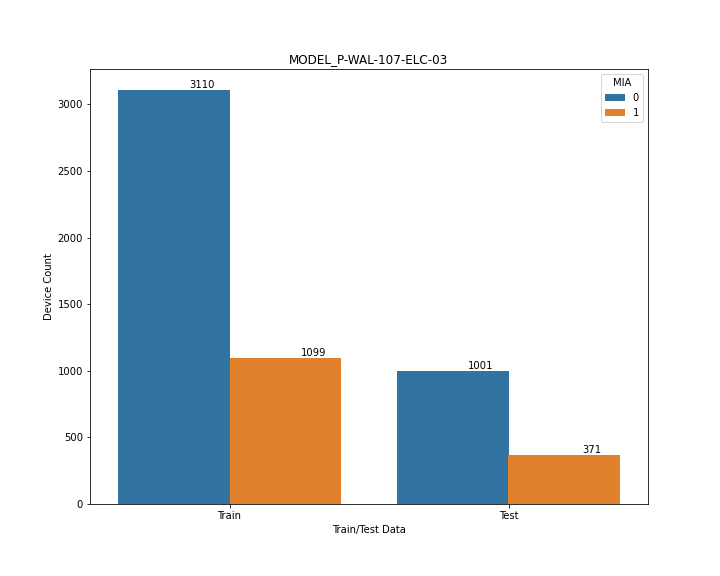 MODEL_P-WAL-107-ELC-03
MIA
0
1
3110
1099
1001
371
3000
2500
2000
1500
1000
500
0
Device Count
Train
Test
Train/Test Data